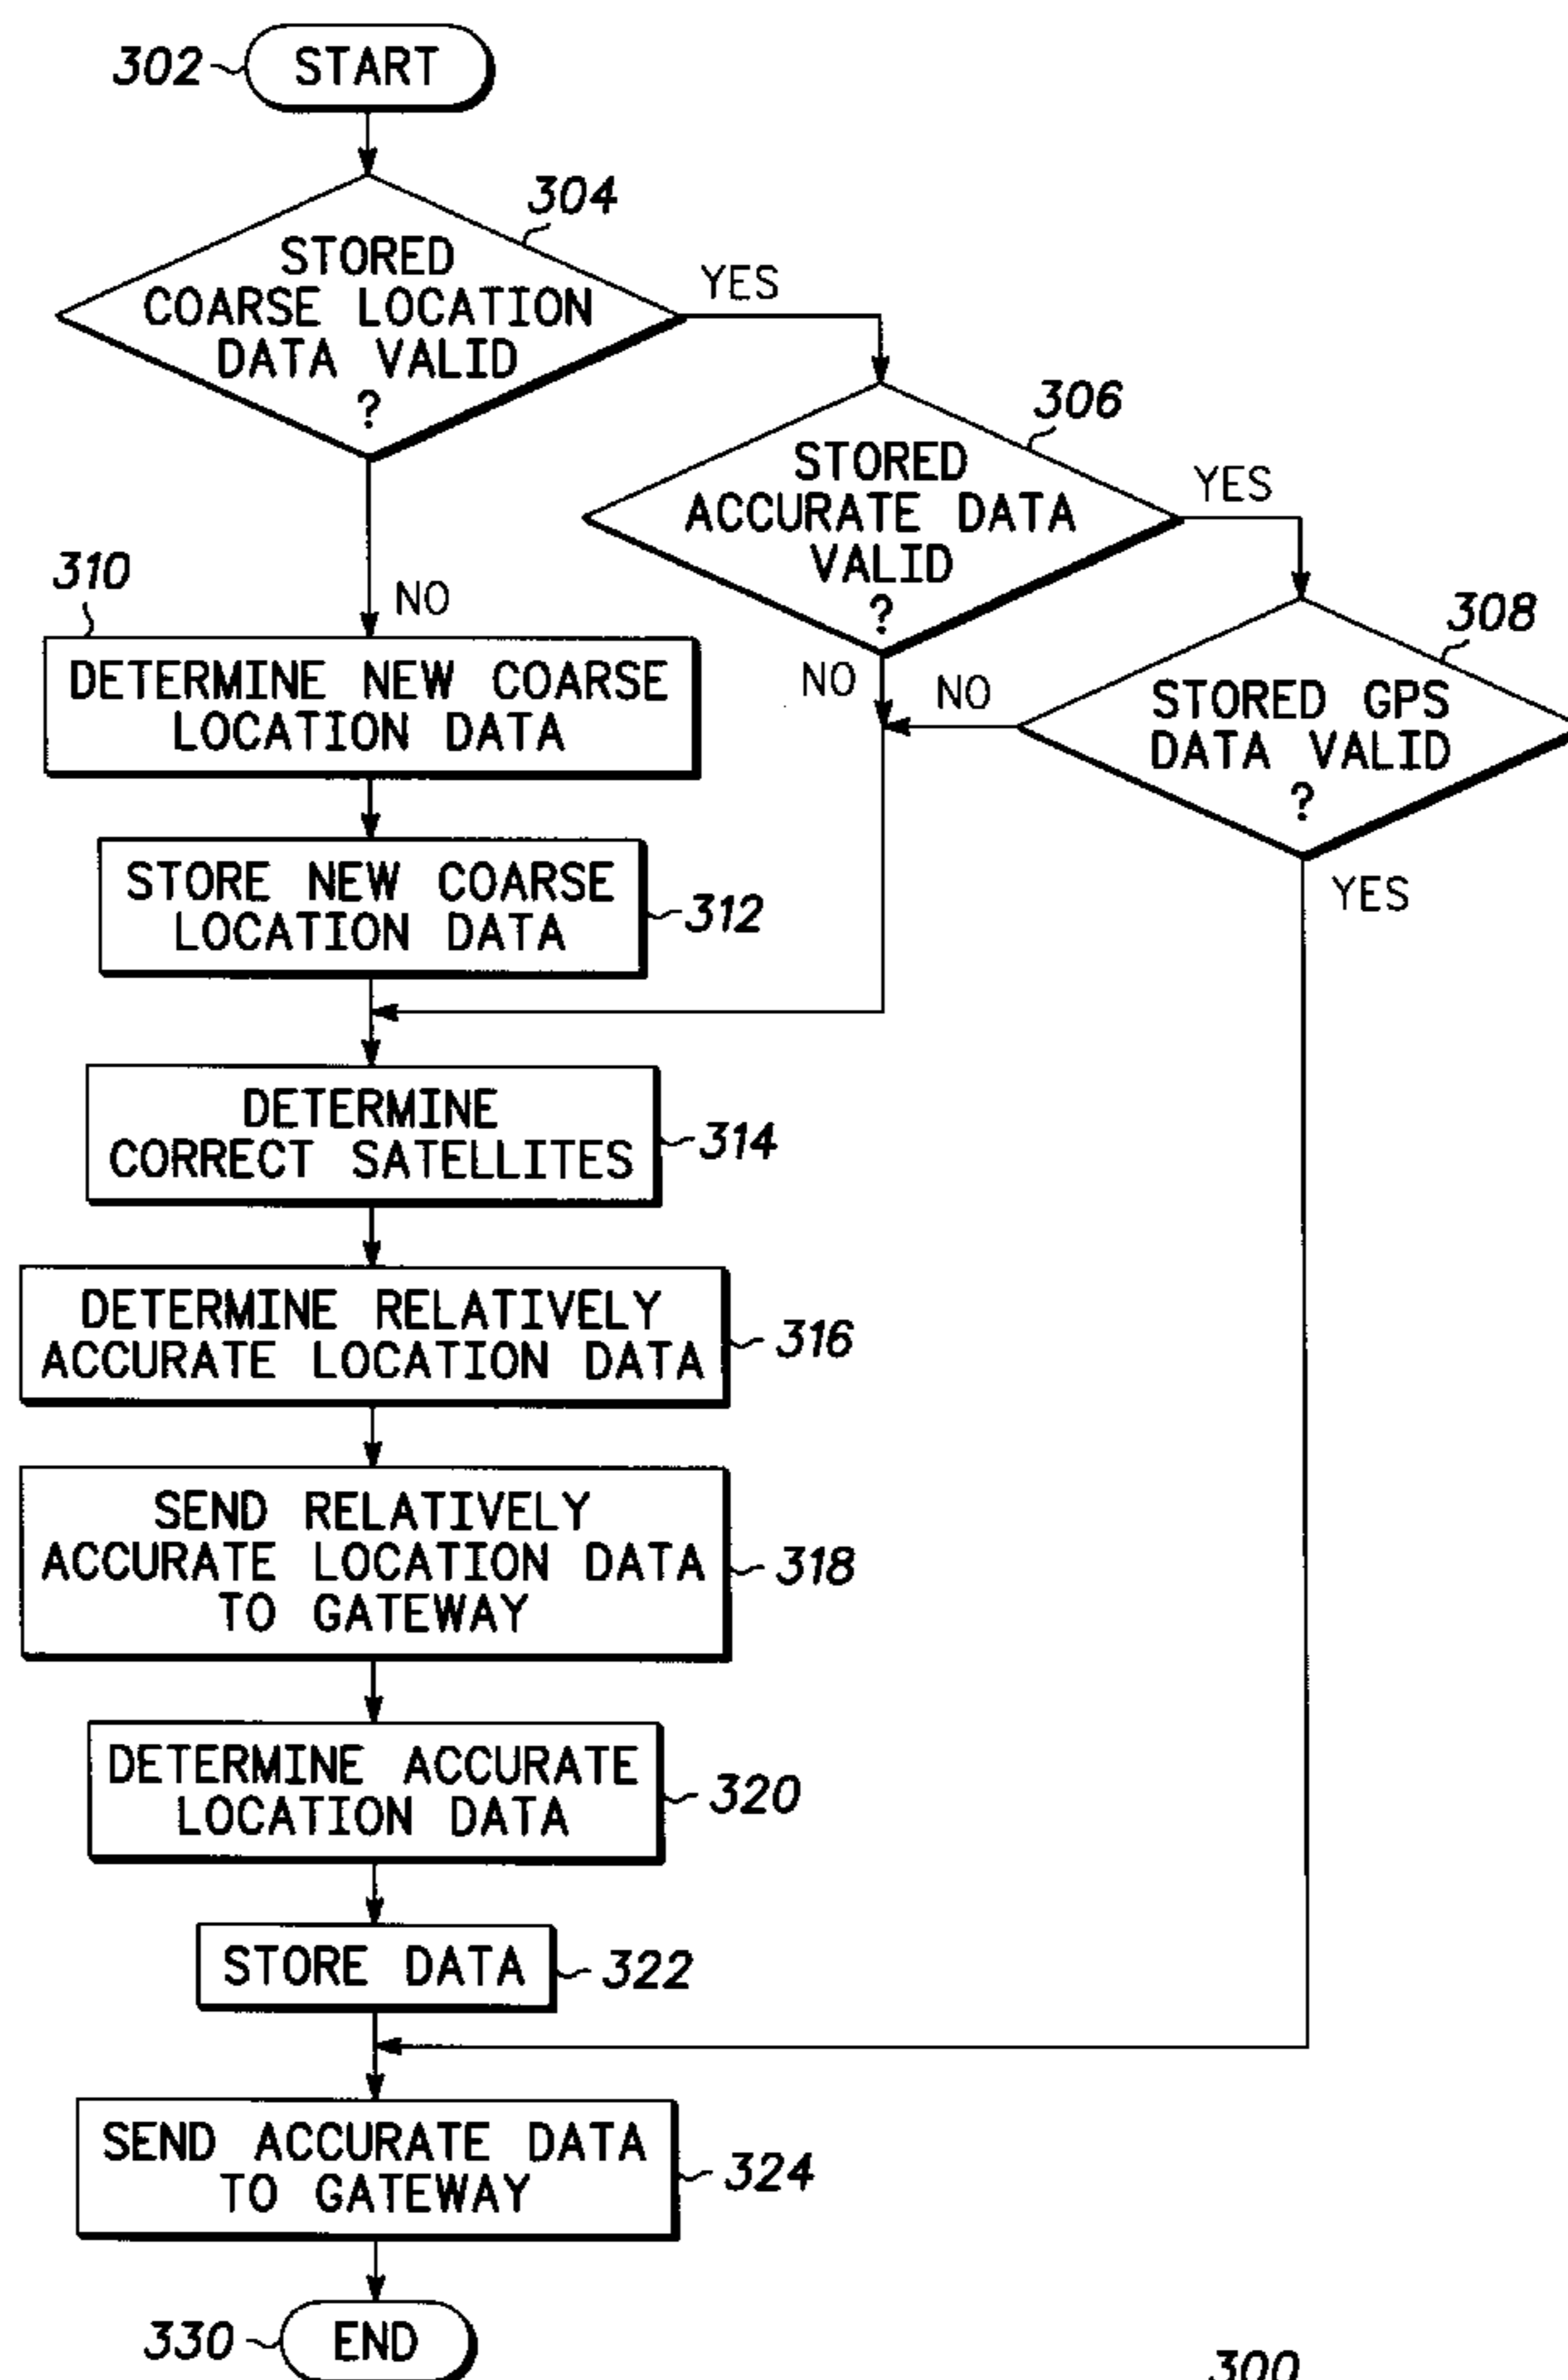 302
START
304
STORED
COARSE LOCATION
DATA VALID
?
YES
306
STORED
ACCURATE DATA
VALID
?
YES
308
STORED GPS
DATA VALID
?
NO
NO
YES
310
NO
DETERMINE NEW COARSE
LOCATION DATA
STORE NEW COARSE
LOCATION DATA
312
DETERMINE
CORRECT SATELLITES
314
DETERMINE RELATIVELY
ACCURATE LOCATION DATA
316
SEND RELATIVELY
ACCURATE LOCATION DATA
TO GATEWAY
318
DETERMINE ACCURATE
LOCATION DATA
320
STORE DATA
322
SEND ACCURATE DATA
TO GATEWAY
324
330
END
300